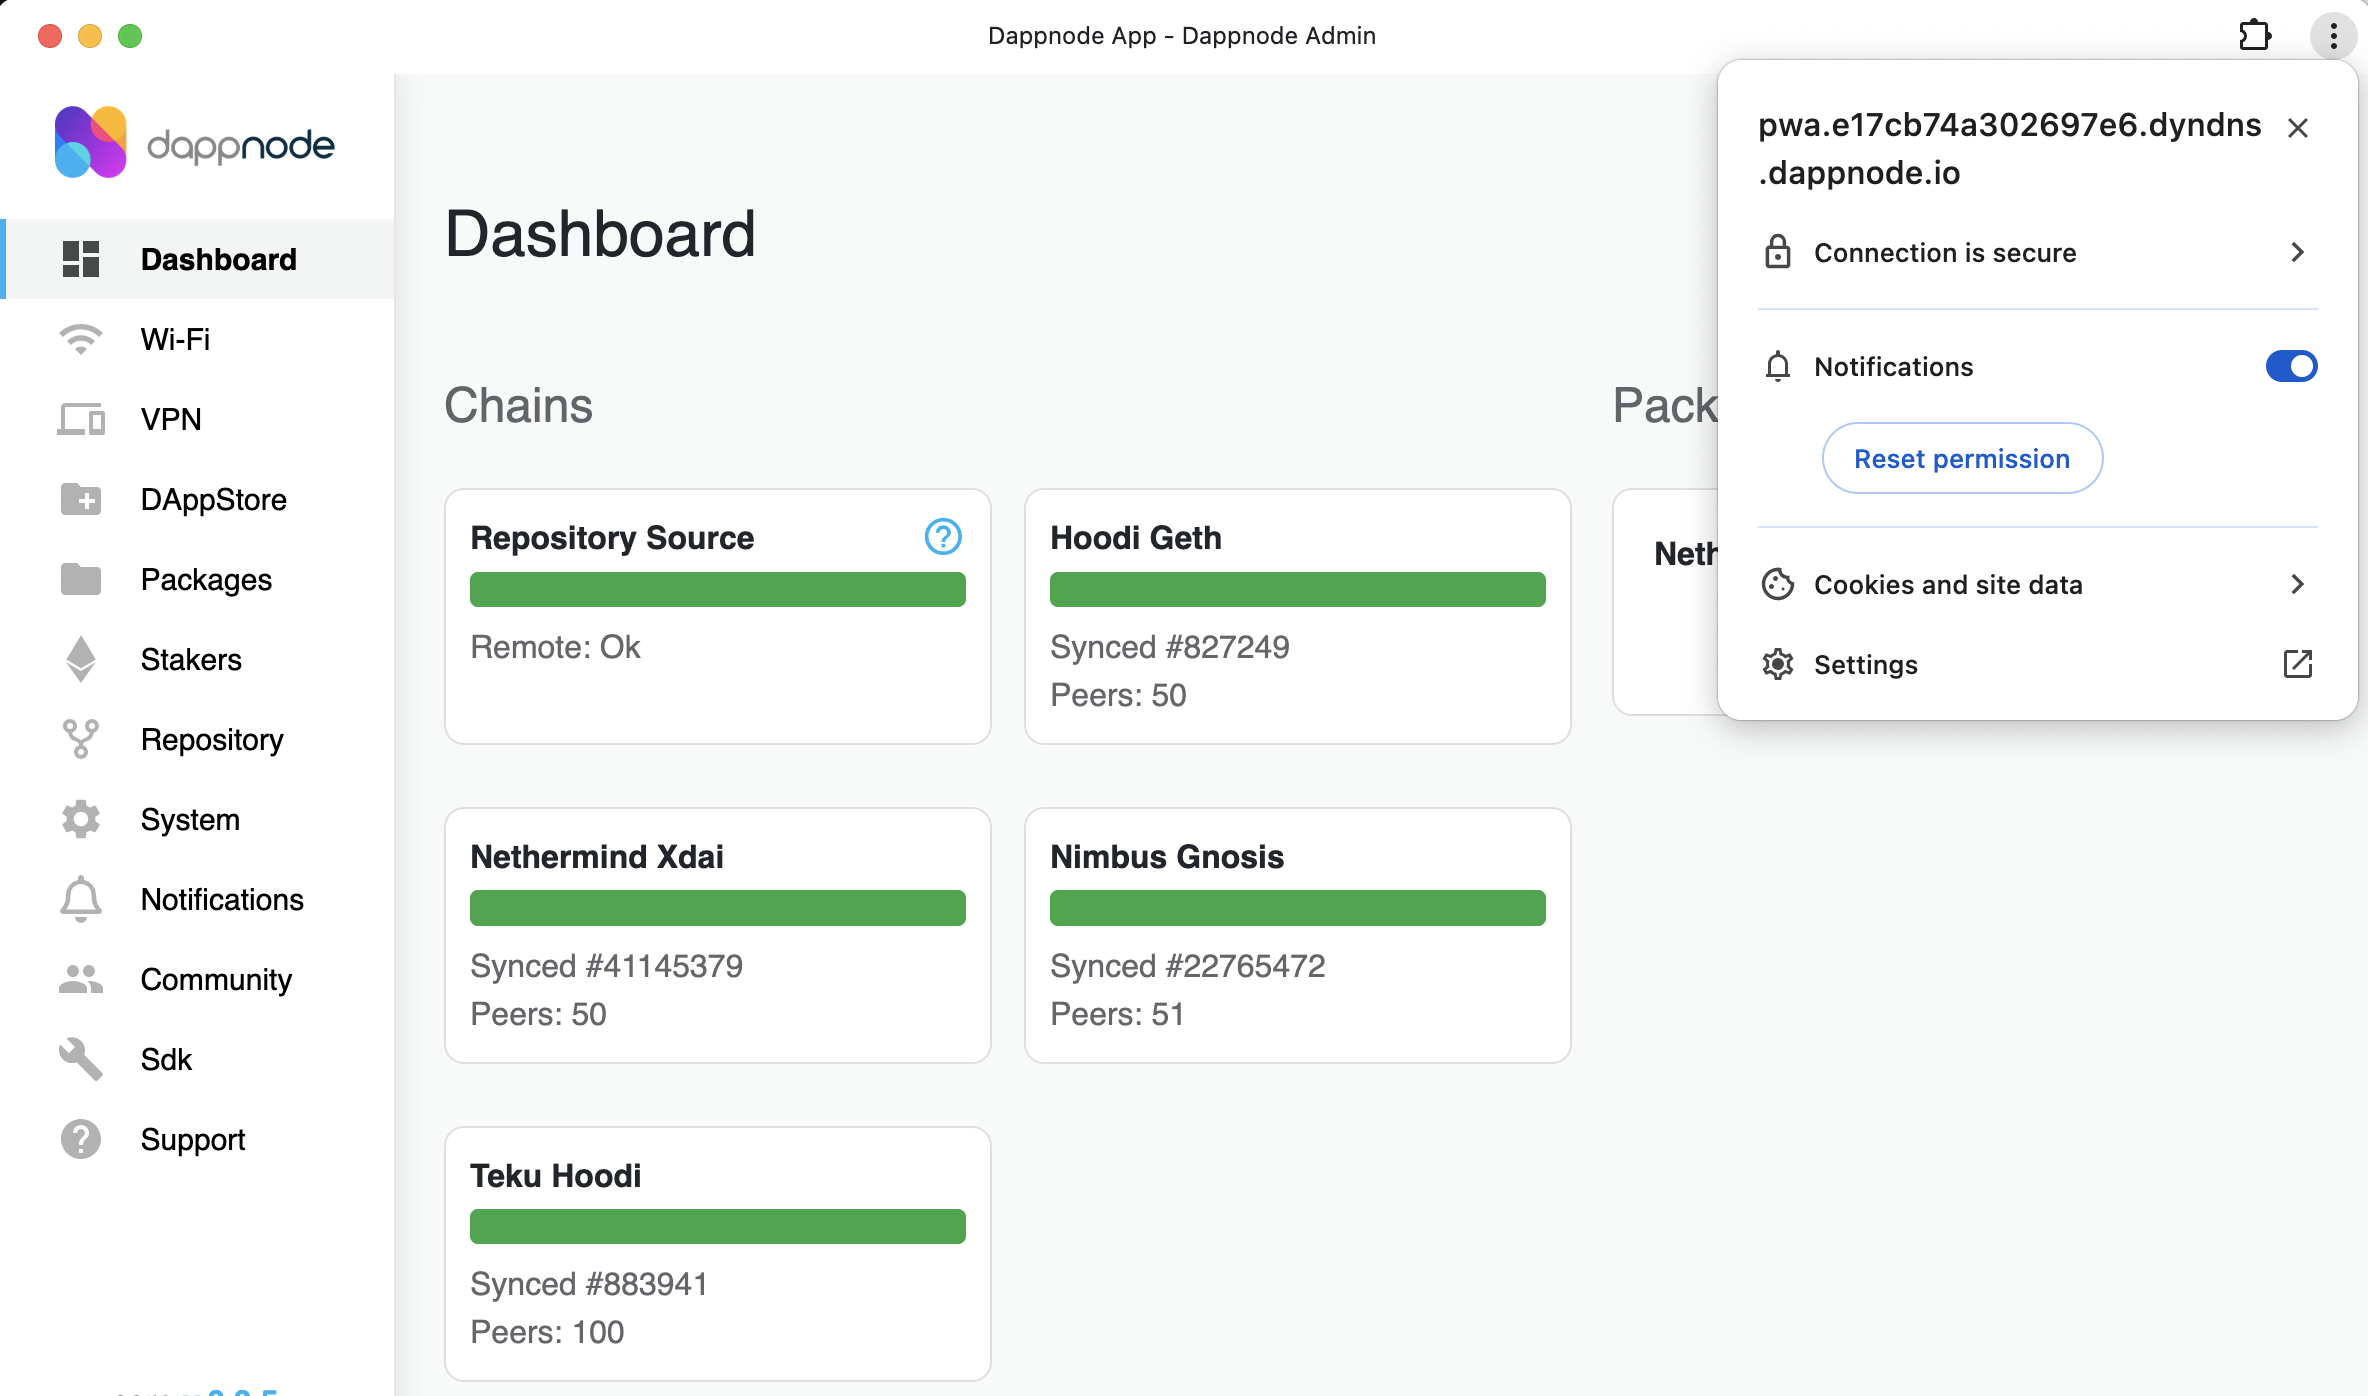 Dappnode App - Dappnode Admin
dappnode
Dashboard
Wi-Fi
VPN
DAppStore
Packages
Stakers
Repository
System
Notifications
Community
Sdk
Support
Dashboard
Chains
Repository Source
Remote: Ok
Hoodi Geth
Synced #827249
Peers: 50
Nethermind Xdai
Synced #41145379
Peers: 50
Nimbus Gnosis
Synced #22765472
Peers: 51
Teku Hoodi
Synced #883941
Peers: 100
Pack
Neth
pwa.e17cb74a302697e6.dyndns
.dappnode.io
Connection is secure
Notifications
Reset permission
Cookies and site data
Settings